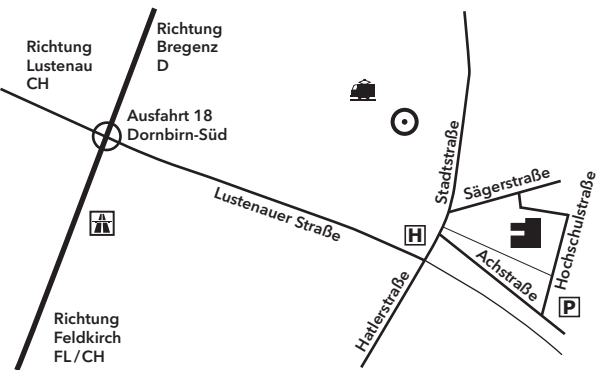 Richtung
Lustenau
CH
Richtung
Bregenz
D
Ausfahrt 18
Dornbirn-Süd
Stadtstraße
Sägerstraße
Hochschulstraße
Lustenauer Straße
H
Achstraße
Hatlerstraße
P
Richtung
Feldkirch
FL/CH